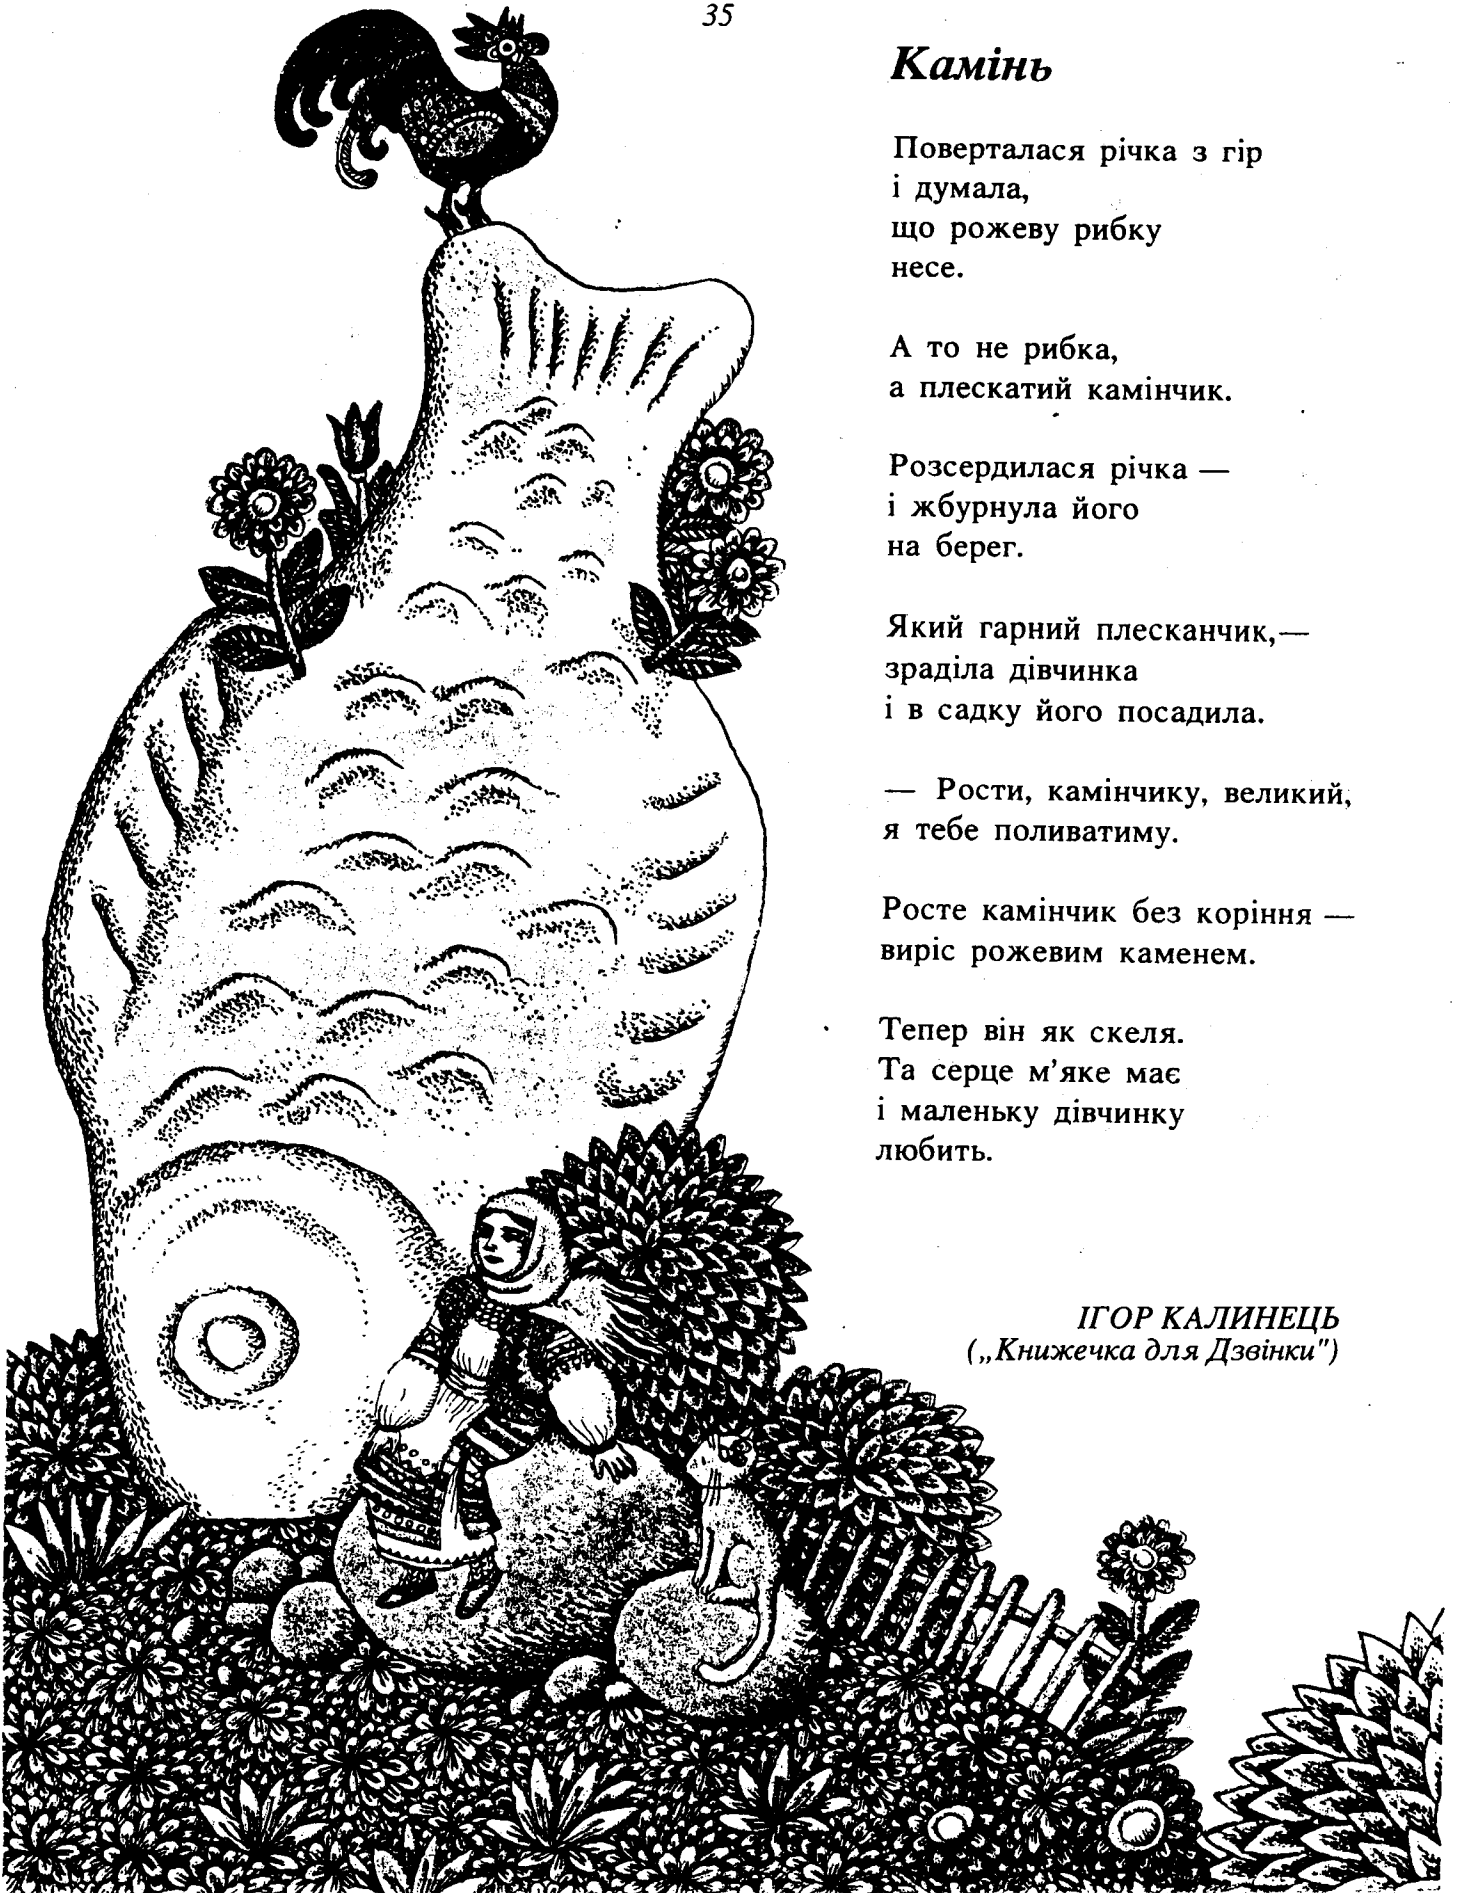 35
Камінь
Поверталася річка з гір
і думала,
що рожеву рибку
несе.
А то не рибка,
а плескатий камінчик.
Розсердилася річка —
і жбурнула його
на берег.
Який гарний плесканчик,—
зраділа дівчинка
і в садку його посадила.
— Рости, камінчику, великий,
я тебе поливатиму.
Росте камінчик без коріння —
виріс рожевим каменем.
Тепер він як скеля.
Та серце м’яке має
і маленьку дівчинку
любить.
ІГОР КАЛИНЕЦЬ
(„Книжечка для Дзвінки")